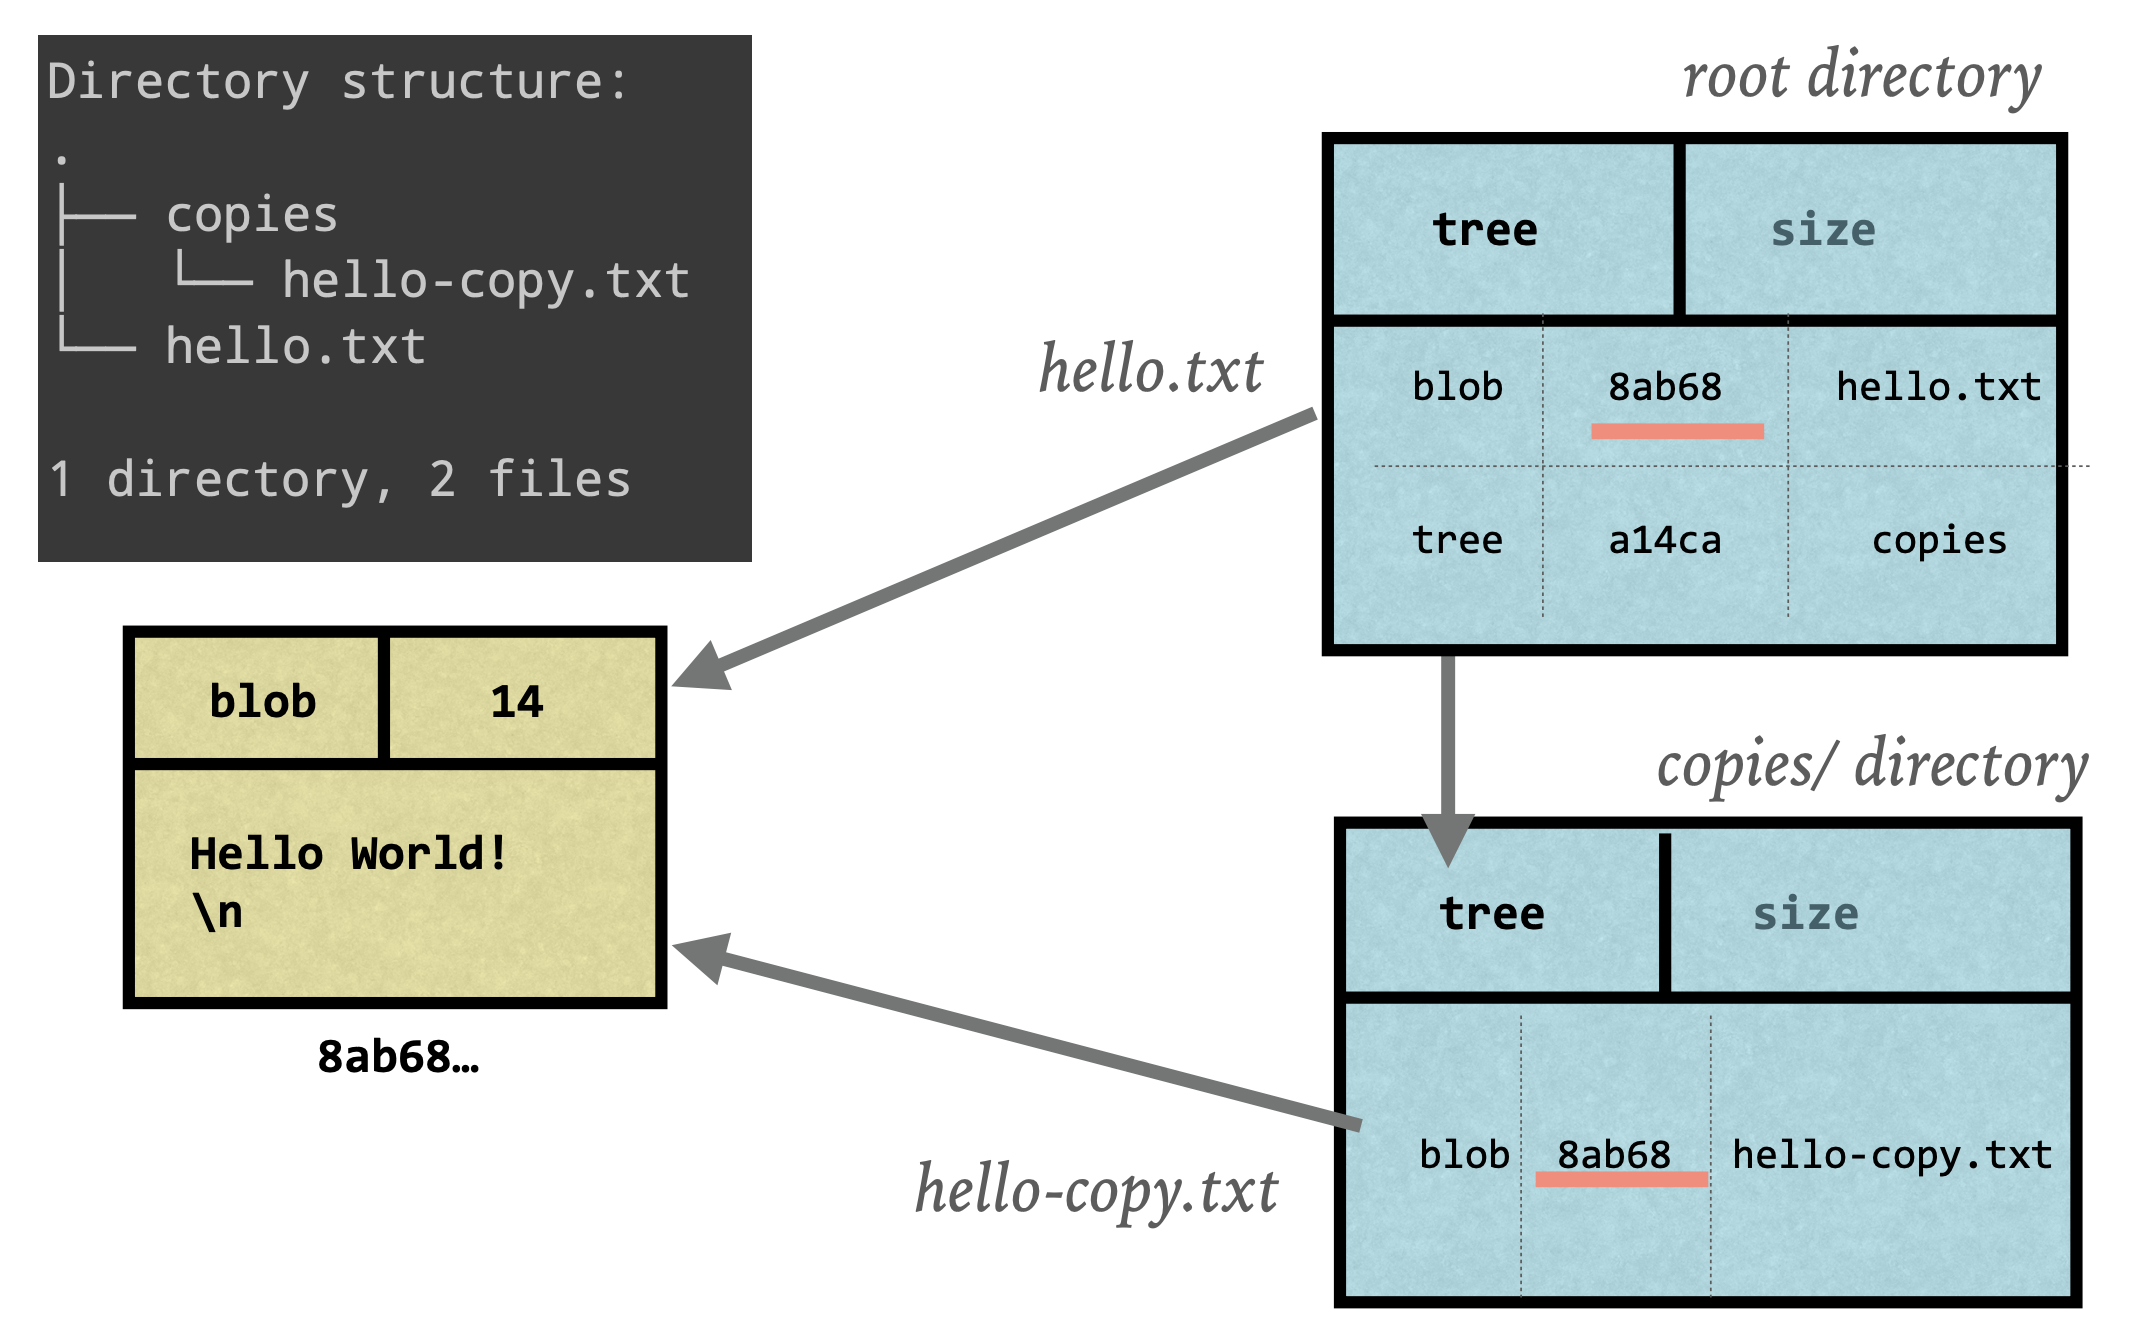 Directory structure:
.
├── copies
│   └── hello-copy.txt
└── hello.txt
1 directory, 2 files
root directory
tree size
blob 8ab68 hello.txt
tree a14ca copies
hello.txt
blob 14
Hello World!
\n
8ab68…
copies/ directory
tree size
blob 8ab68 hello-copy.txt
hello-copy.txt